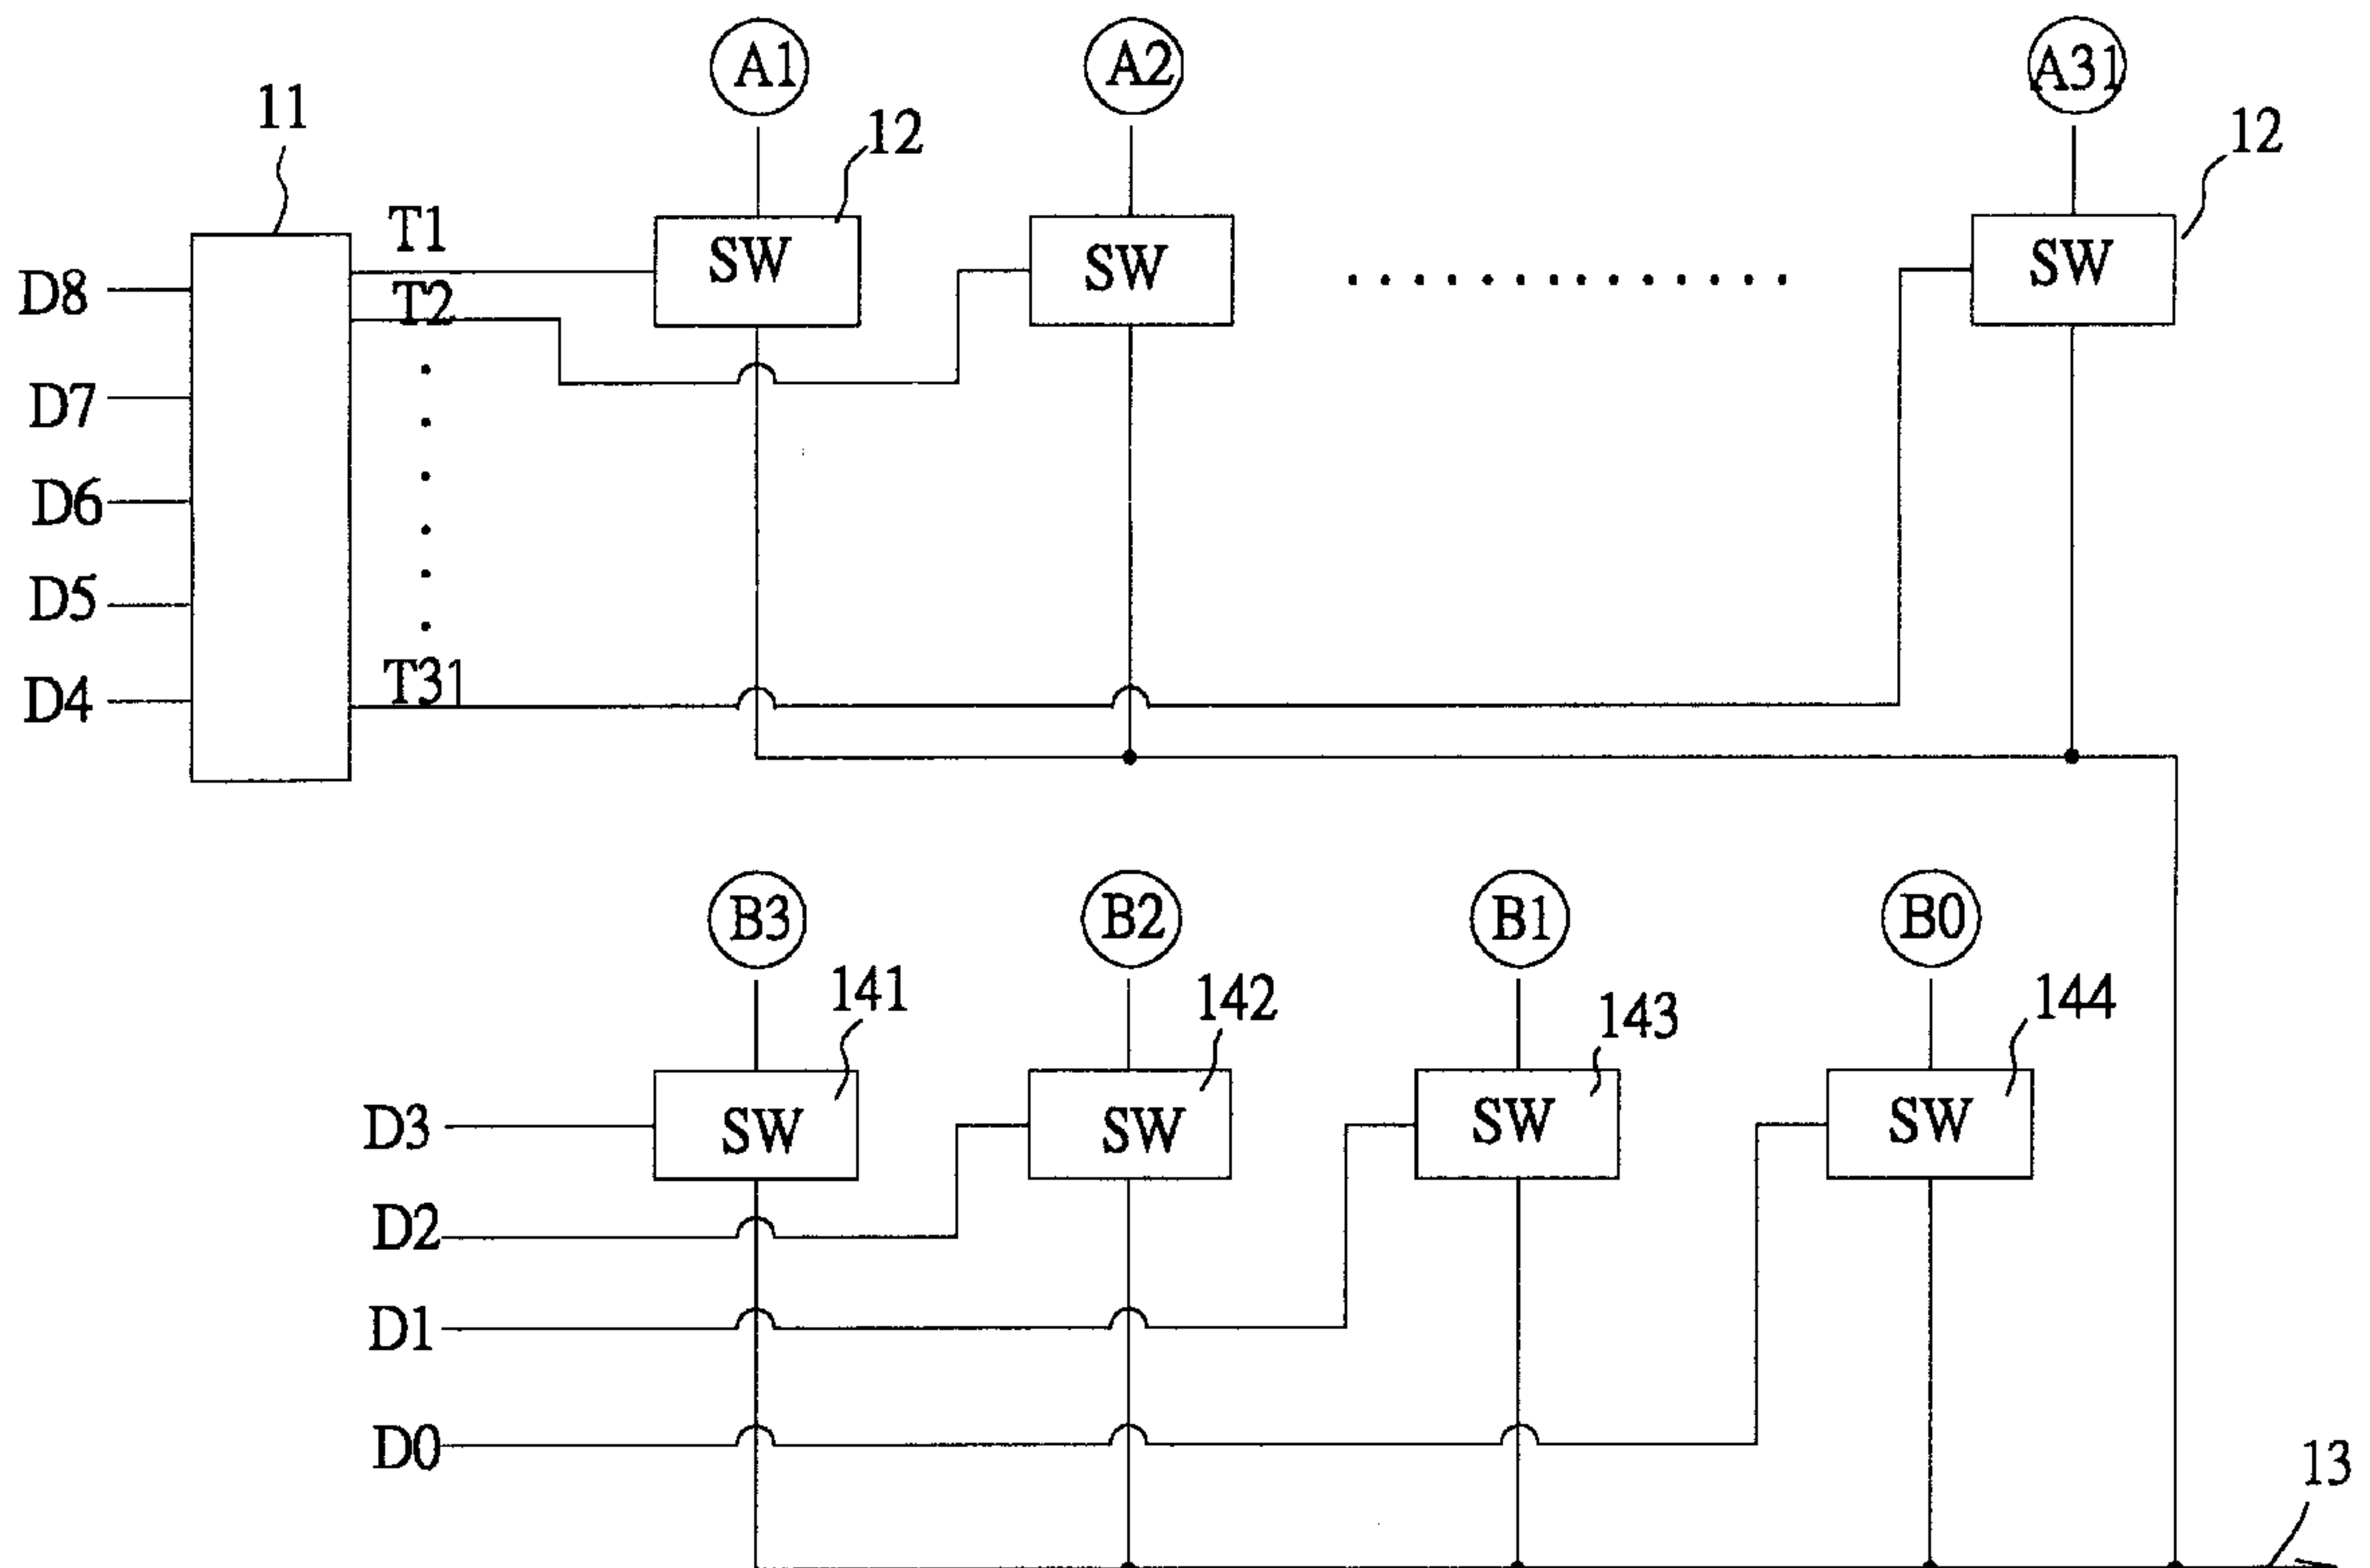 A1 A2 A31
11 12 12
T1
SW SW SW
D8 T2
D7
D6
D5
D4 T31
B3 B2 B1 B0
141 142 143 144
D3 SW SW SW SW
D2
D1
D0
13